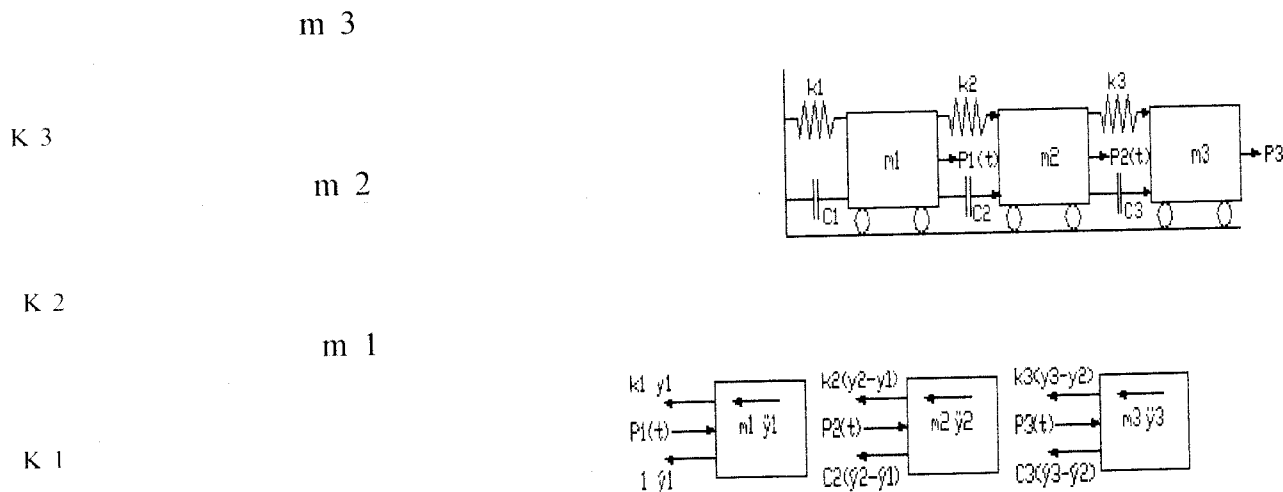 m 3
K 3
m 2
K 2
m 1
K 1
k1 k2 k3
m1 P1(t) m2 P2(t) m3 P3
C1 C2 C3
k1 y1 k2(y2-y1) k3(y3-y2)
P1(t) m1 ÿ1 P2(t) m2 ÿ2 P3(t) m3 ÿ3
1 ẏ1 C2(ẏ2-ẏ1) C3(ẏ3-ẏ2)